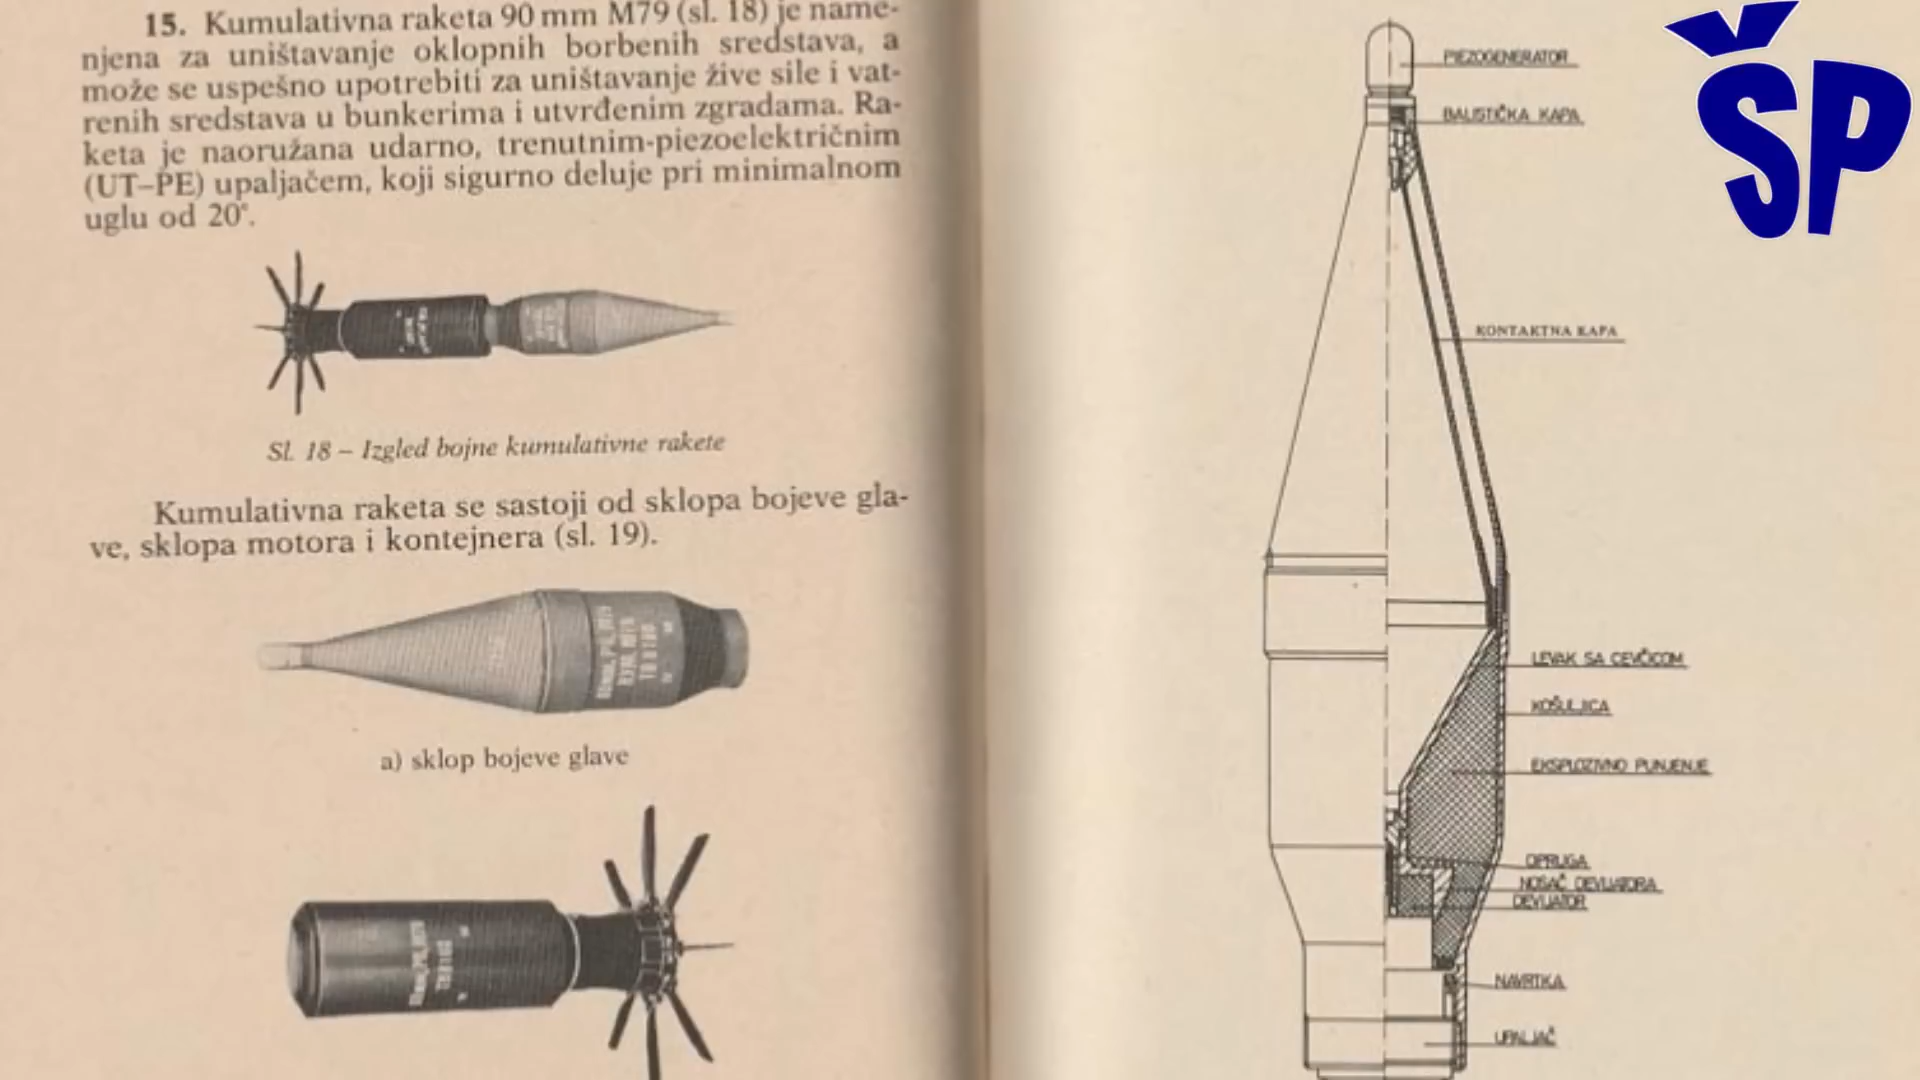 15. Kumulativna raketa 90 mm M79 (sl. 18) je name-
njena za uništavanje oklopnih borbenih sredstava, a
može se uspešno upotrebiti za uništavanje žive sile i vat-
renih sredstava u bunkerima i utvrđenim zgradama. Ra-
keta je naoružana udarno, trenutnim-piezoelektričnim
(UT–PE) upaljačem, koji sigurno deluje pri minimalnom
uglu od 20°.
Sl. 18 – Izgled bojne kumulativne rakete
Kumulativna raketa se sastoji od sklopa bojeve gla-
ve, sklopa motora i kontejnera (sl. 19).
a) sklop bojeve glave
PIEZOGENERATOR
BALISTIČKA KAPA
KONTAKTNA KAPA
LEVAK SA CEVČICOM
KOŠULJICA
EKSPLOZIVNO PUNJENJE
OPRUGA
NOSAČ DEVIJATORA
DEVIJATOR
NAVRTKA
UPALJAČ
ŠP